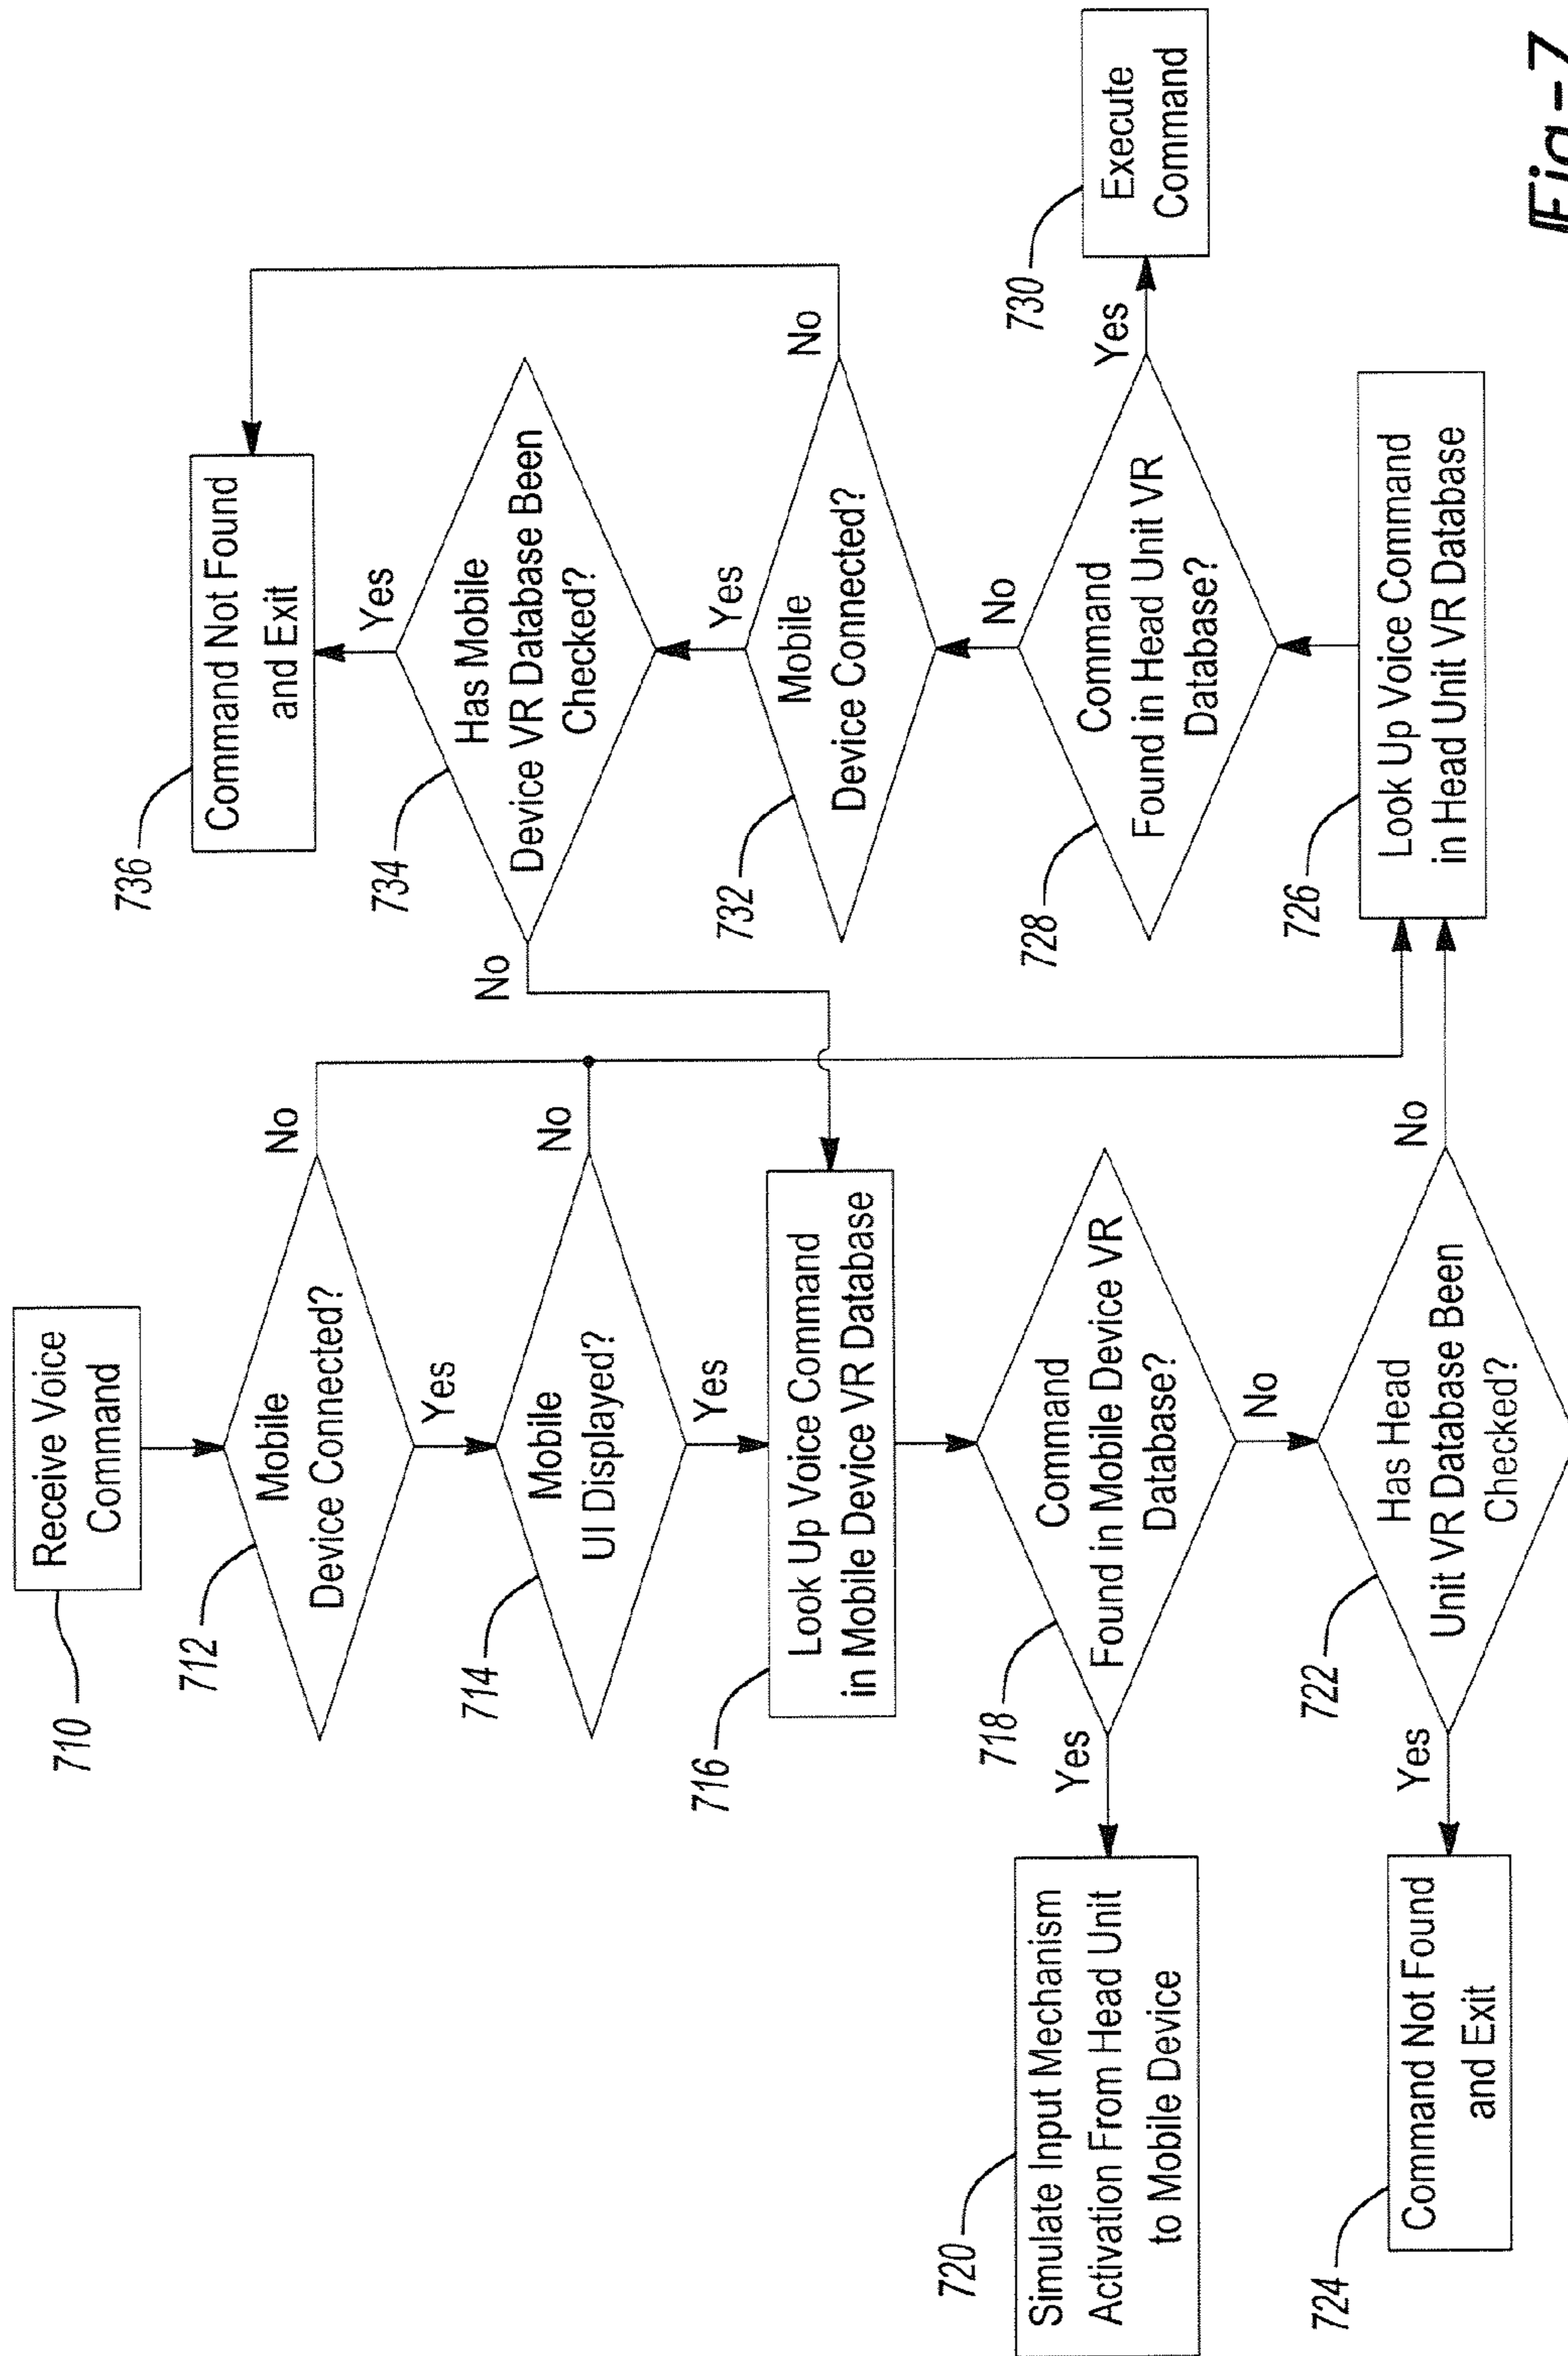 Receive Voice
Command
710
Mobile
Device Connected?
712
No
Yes
Mobile
UI Displayed?
714
No
Yes
Look Up Voice Command
in Mobile Device VR Database
716
Command
Found in Mobile Device VR
Database?
718
Yes
No
Simulate Input Mechanism
Activation From Head Unit
to Mobile Device
720
Has Head
Unit VR Database Been
Checked?
722
Yes
No
Command Not Found
and Exit
724
Look Up Voice Command
in Head Unit VR Database
726
Command
Found in Head Unit VR
Database?
728
Yes
No
Execute
Command
730
Mobile
Device Connected?
732
No
Yes
Has Mobile
Device VR Database Been
Checked?
734
No
Yes
Command Not Found
and Exit
736
Fig-7